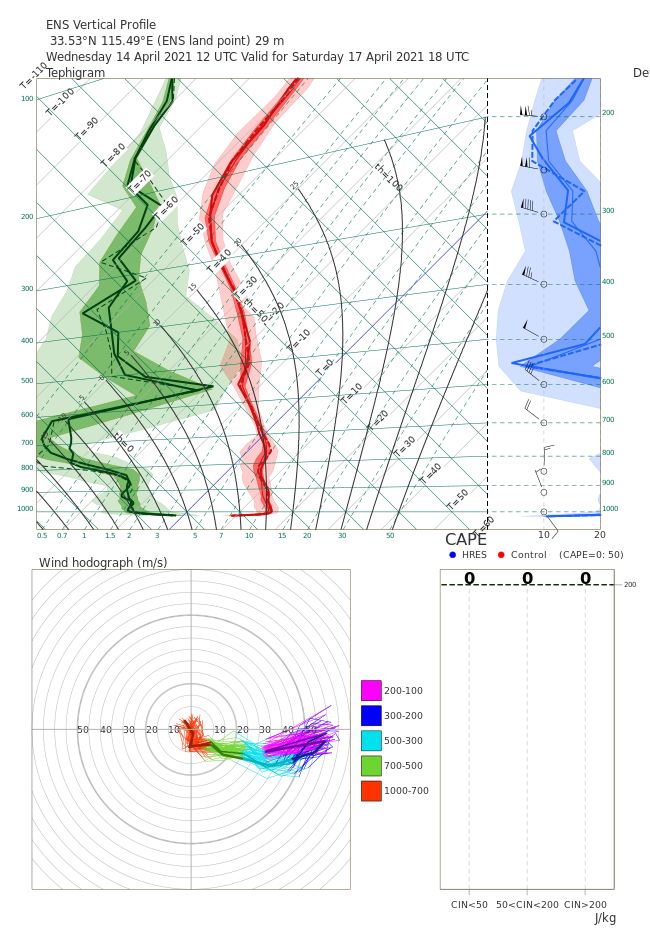 ENS Vertical Profile
33.53°N 115.49°E (ENS land point) 29 m
Wednesday 14 April 2021 12 UTC Valid for Saturday 17 April 2021 18 UTC
Tephigram De
T=-110
T=-100
T=-90
T=-80
T=-70
T=-60
T=-50
T=-40
T=-30
T=-20
T=-10
T=0
T=10
T=20
T=30
T=40
T=50
T=60
th=100
th=0
25
20
100
200
300
400
500
600
700
800
900
1000
200
300
400
500
600
700
800
900
1000
0.5 0.7 1 1.5 2 3 5 7 10 15 20 30 50
10 20
CAPE
HRES Control (CAPE=0: 50)
0 0 0
200
CIN<50 50<CIN<200 CIN>200
J/kg
Wind hodograph (m/s)
50 40 30 20 10 10 20 30 40 50
200-100
300-200
500-300
700-500
1000-700